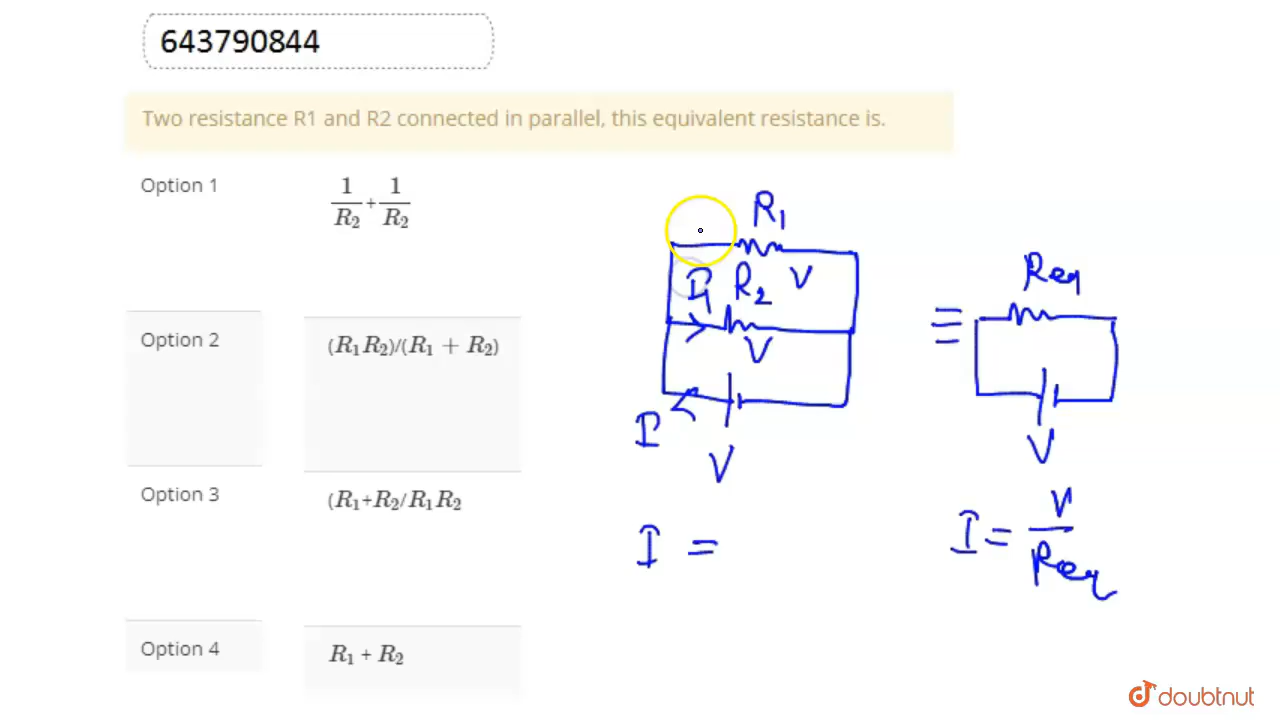 643790844
Two resistance R1 and R2 connected in parallel, this equivalent resistance is.
Option 1
1/R₂ + 1/R₂
Option 2
(R₁R₂)/(R₁ + R₂)
Option 3
(R₁+R₂/R₁R₂
Option 4
R₁ + R₂
R₁
V
I₁
R₂
V
I
V
I =
≡
Req
V
I = V/Req
doubtnut